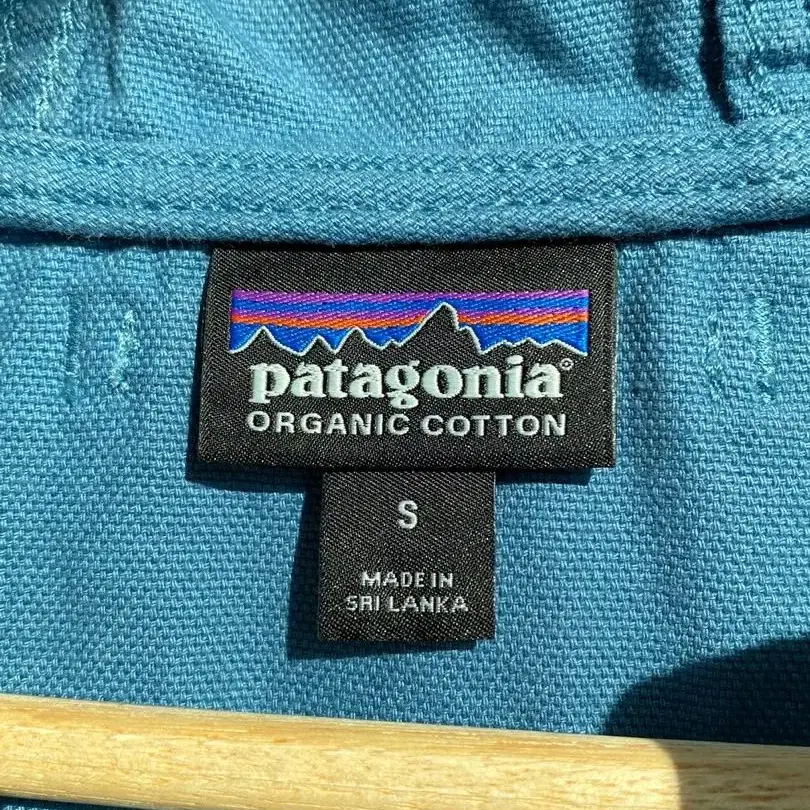 patagonia®
ORGANIC COTTON
S
MADE IN
SRI LANKA